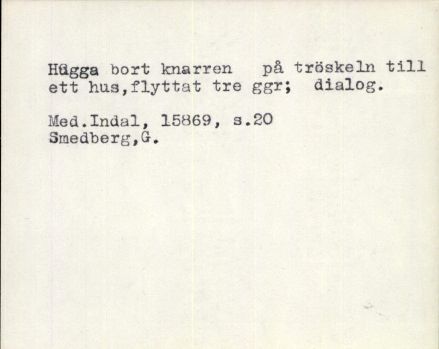 Hugga bort knarren på tröskeln till
ett hus,flyttat tre ggr; dialog.
Med.Indal, 15869, s.20
Smedberg,G.